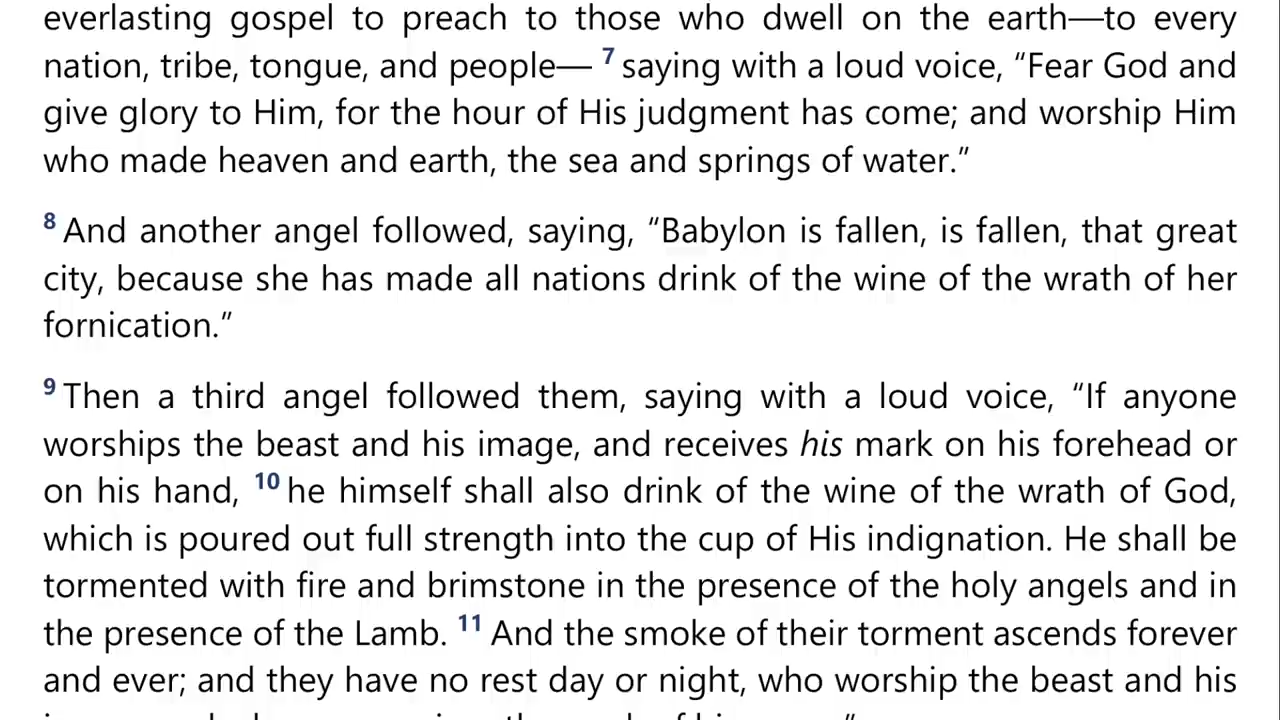 everlasting gospel to preach to those who dwell on the earth—to every
nation, tribe, tongue, and people— 7 saying with a loud voice, “Fear God and
give glory to Him, for the hour of His judgment has come; and worship Him
who made heaven and earth, the sea and springs of water.”
8 And another angel followed, saying, “Babylon is fallen, is fallen, that great
city, because she has made all nations drink of the wine of the wrath of her
fornication.”
9 Then a third angel followed them, saying with a loud voice, “If anyone
worships the beast and his image, and receives his mark on his forehead or
on his hand, 10 he himself shall also drink of the wine of the wrath of God,
which is poured out full strength into the cup of His indignation. He shall be
tormented with fire and brimstone in the presence of the holy angels and in
the presence of the Lamb. 11 And the smoke of their torment ascends forever
and ever; and they have no rest day or night, who worship the beast and his